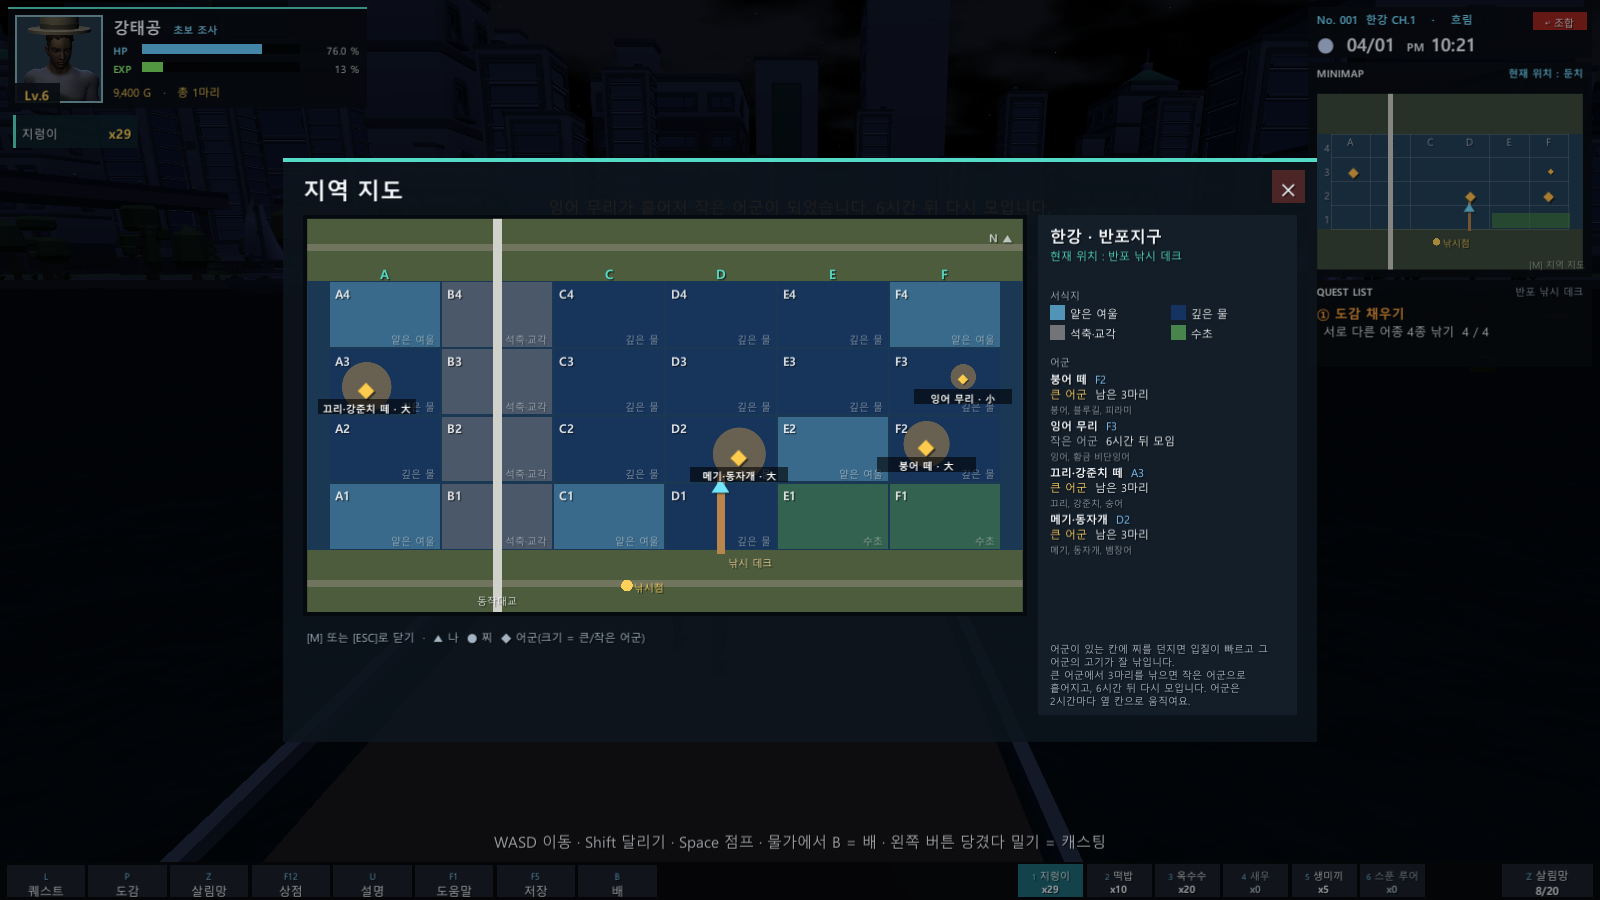 강태공 초보 조사
HP 76.0 %
EXP 13 %
Lv.6
9,400 G · 총 1마리
지렁이 x29
No. 001 한강 CH.1 · 흐림
조합
04/01 PM 10:21
MINIMAP 현재 위치 : 둔치
A C D E F
4
3
2
1
낚시점
[M] 지역 지도
QUEST LIST 반포 낚시 데크
① 도감 채우기
서로 다른 어종 4종 낚기 4 / 4
지역 지도
잉어 무리가 흩어져 작은 어군이 되었습니다. 6시간 뒤 다시 모입니다
N
A C D E F
A4 B4 C4 D4 E4 F4
얕은 여울 석축·교각 깊은 물 깊은 물 깊은 물 얕은 여울
A3 B3 C3 D3 E3 F3
잉어 무리 · 小
끄리·강준치 떼 · 大
물 석축·교각 깊은 물 깊은 물 깊은 물 깊은 물
A2 B2 C2 D2 E2 F2
붕어 떼 · 大
메기·동자개 · 大
깊은 물 석축·교각 깊은 물 얕은 여울 깊은 물
A1 B1 C1 D1 E1 F1
얕은 여울 석축·교각 얕은 여울 깊은 물 수초 수초
낚시 데크
낚시점
동작대교
[M] 또는 [ESC]로 닫기 · ▲ 나 ● 찌 ◆ 어군(크기 = 큰/작은 어군)
한강 · 반포지구
현재 위치 : 반포 낚시 데크
서식지
얕은 여울 깊은 물
석축·교각 수초
어군
붕어 떼 F2
큰 어군 남은 3마리
붕어, 블루길, 피라미
잉어 무리 F3
작은 어군 6시간 뒤 모임
잉어, 황금 비단잉어
끄리·강준치 떼 A3
큰 어군 남은 3마리
끄리, 강준치, 숭어
메기·동자개 D2
큰 어군 남은 3마리
메기, 동자개, 뱀장어
어군이 있는 칸에 찌를 던지면 입질이 빠르고 그
어군의 고기가 잘 낚입니다.
큰 어군에서 3마리를 낚으면 작은 어군으로
흩어지고, 6시간 뒤 다시 모입니다. 어군은
2시간마다 옆 칸으로 움직여요.
WASD 이동 · Shift 달리기 · Space 점프 · 물가에서 B = 배 · 왼쪽 버튼 당겼다 밀기 = 캐스팅
L 퀘스트
P 도감
Z 살림망
F12 상점
U 설명
F1 도움말
F5 저장
B 배
1 지렁이 x29
2 떡밥 x10
3 옥수수 x20
4 새우 x0
5 생미끼 x5
6 스푼 루어 x0
Z 살림망 8/20